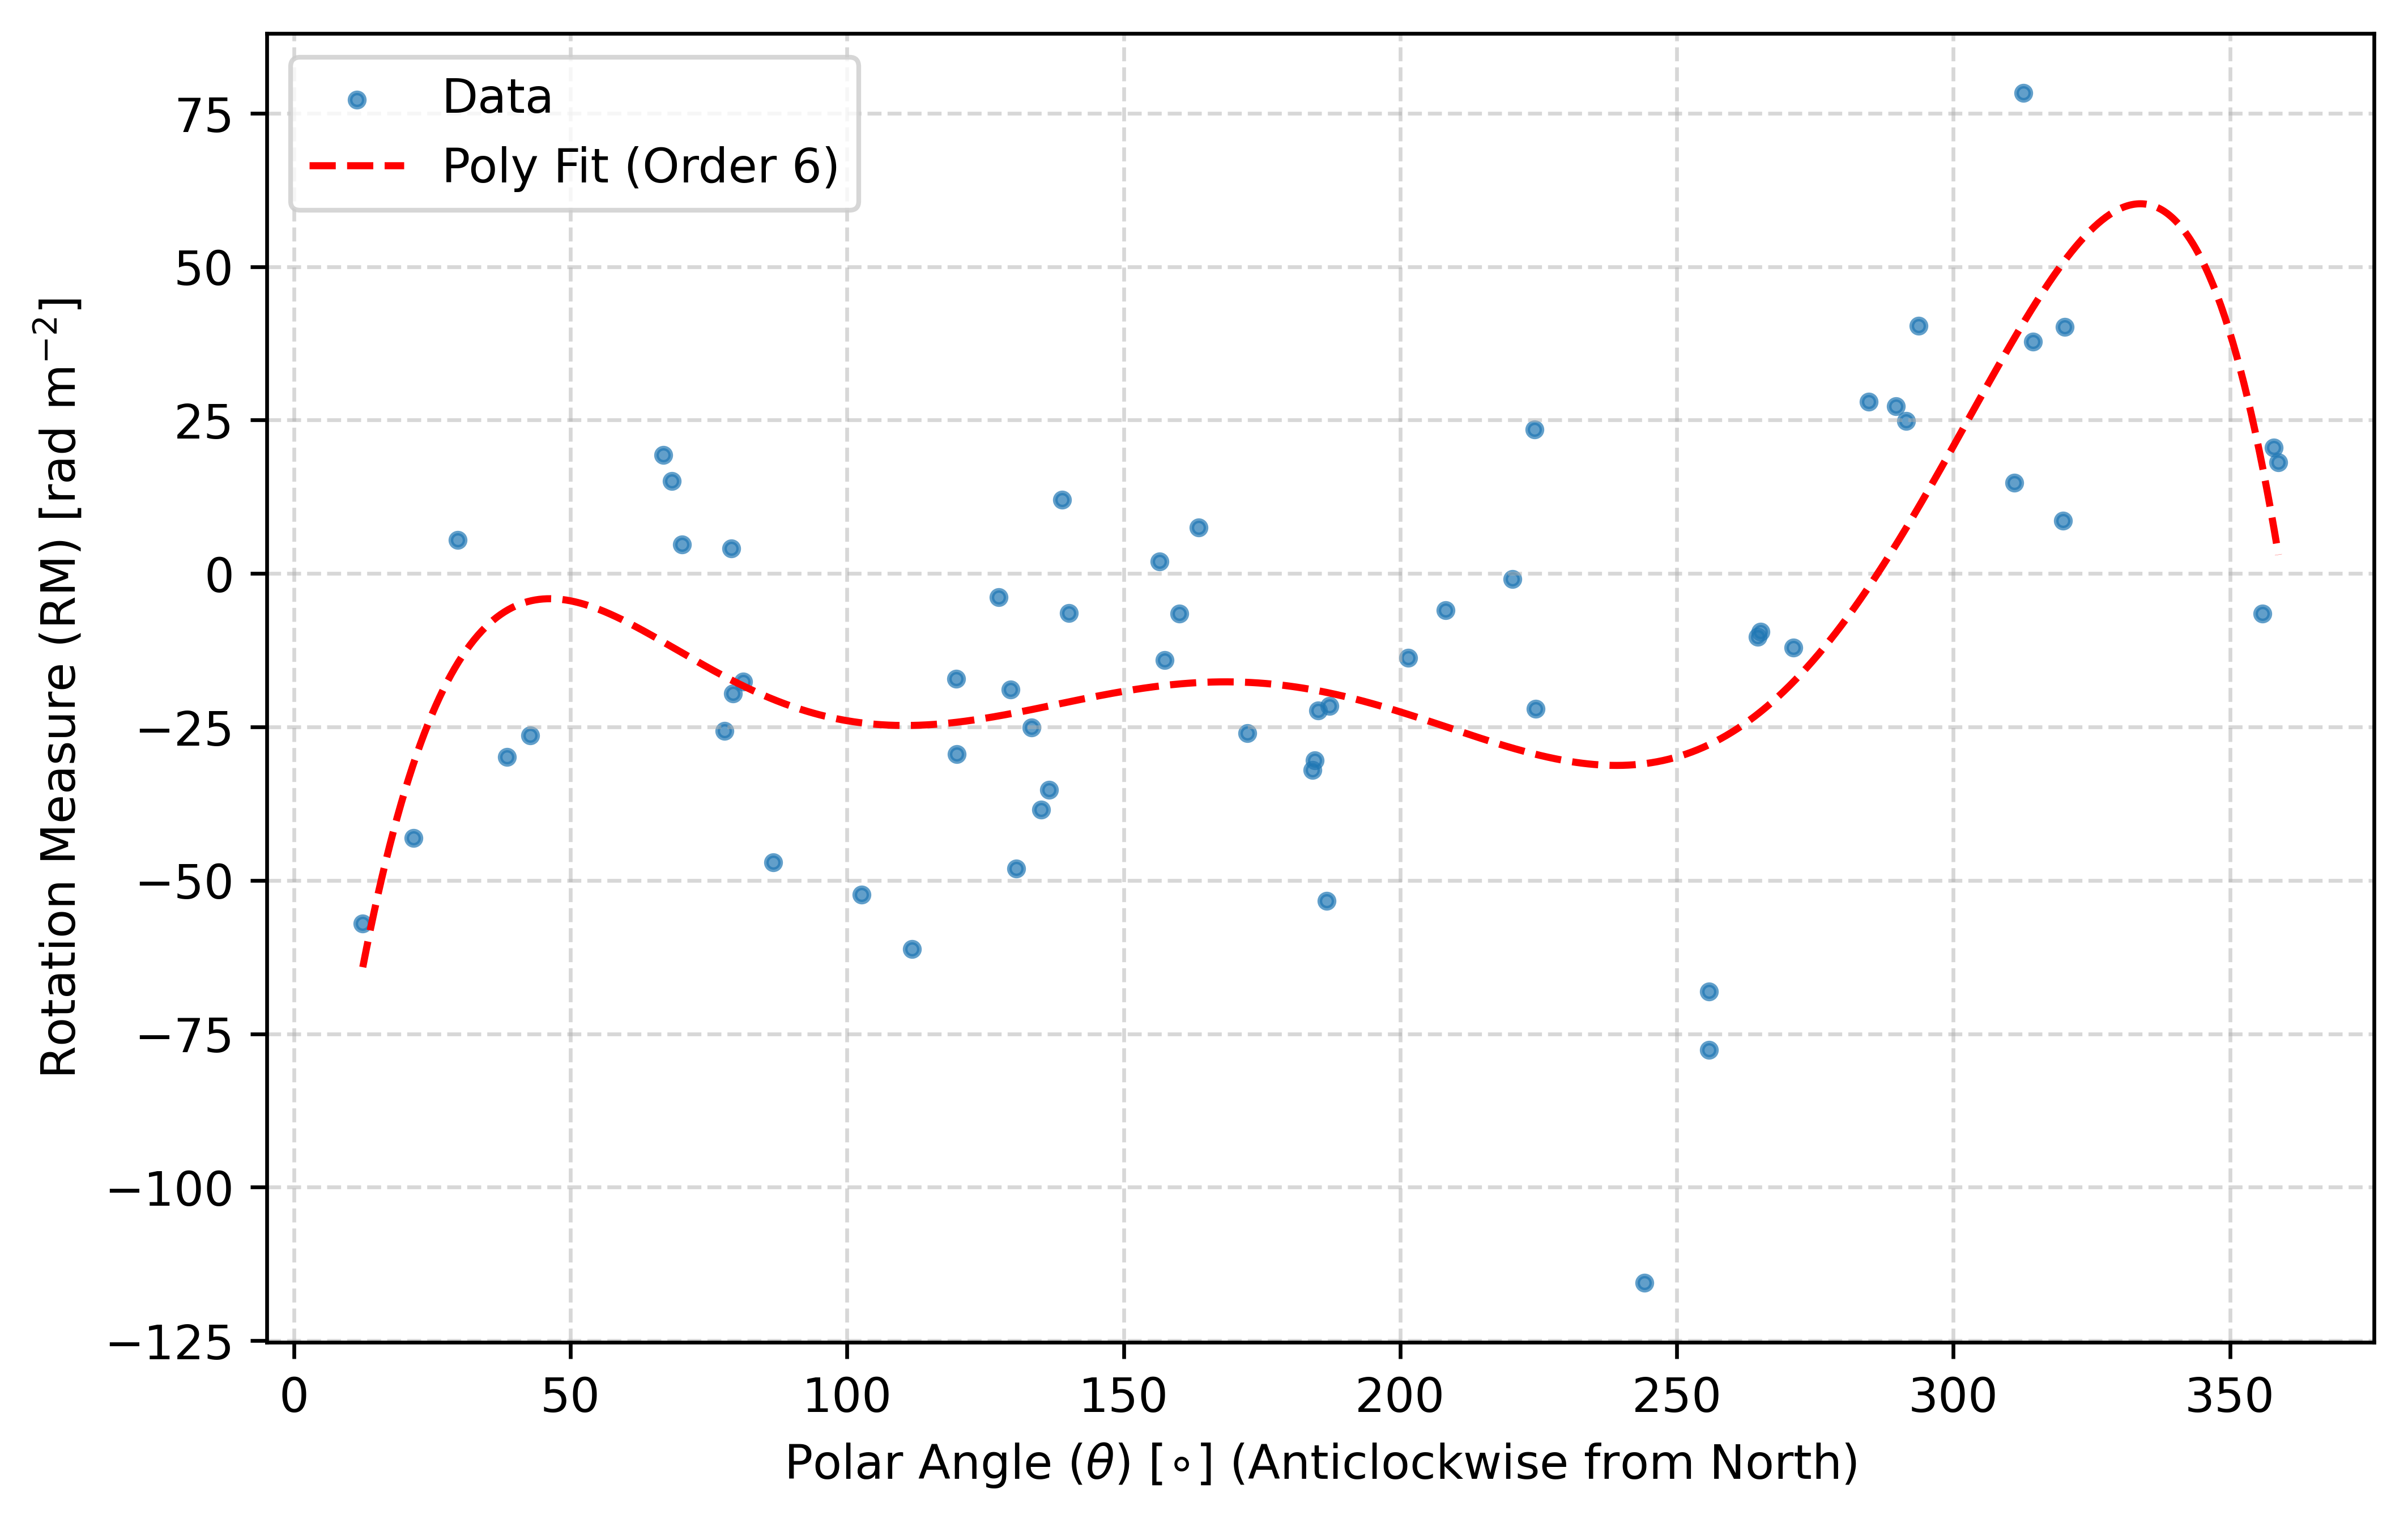 Data
Poly Fit (Order 6)
75
50
25
0
−25
−50
−75
−100
−125
Rotation Measure (RM) [rad m⁻²]
0 50 100 150 200 250 300 350
Polar Angle (θ) [∘] (Anticlockwise from North)